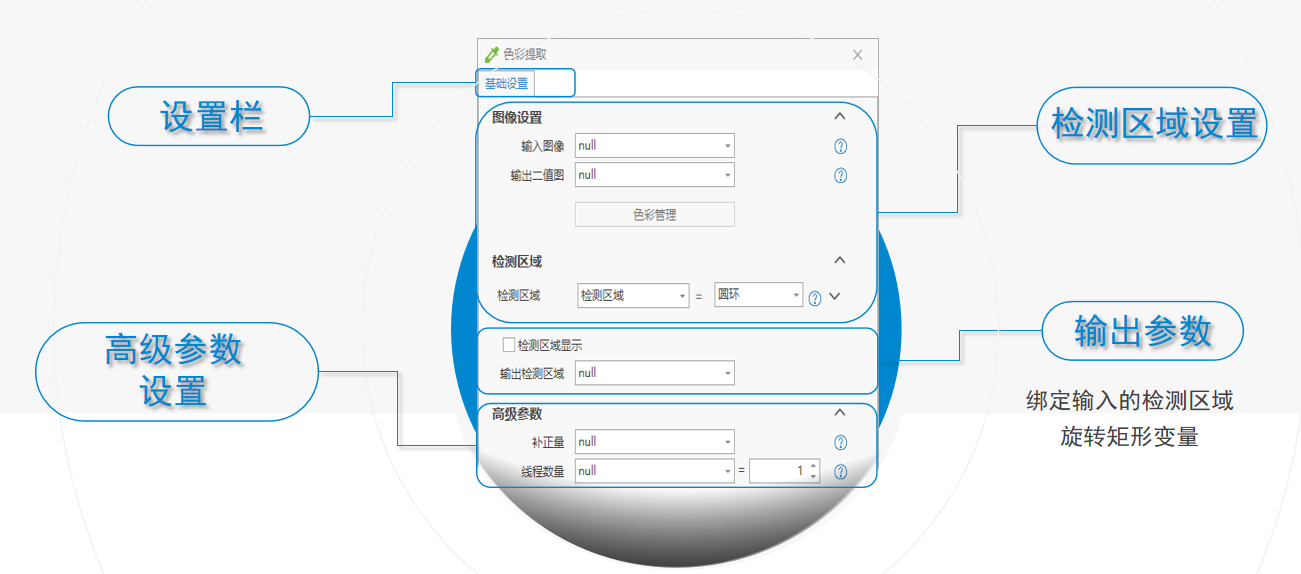 色彩提取
基础设置
设置栏
图像设置
输入图像 null
输出二值图 null
色彩管理
检测区域
检测区域 检测区域 = 圆环
检测区域设置
检测区域显示
输出检测区域 null
输出参数
绑定输入的检测区域
旋转矩形变量
高级参数
设置
高级参数
补正量 null
线程数量 null = 1